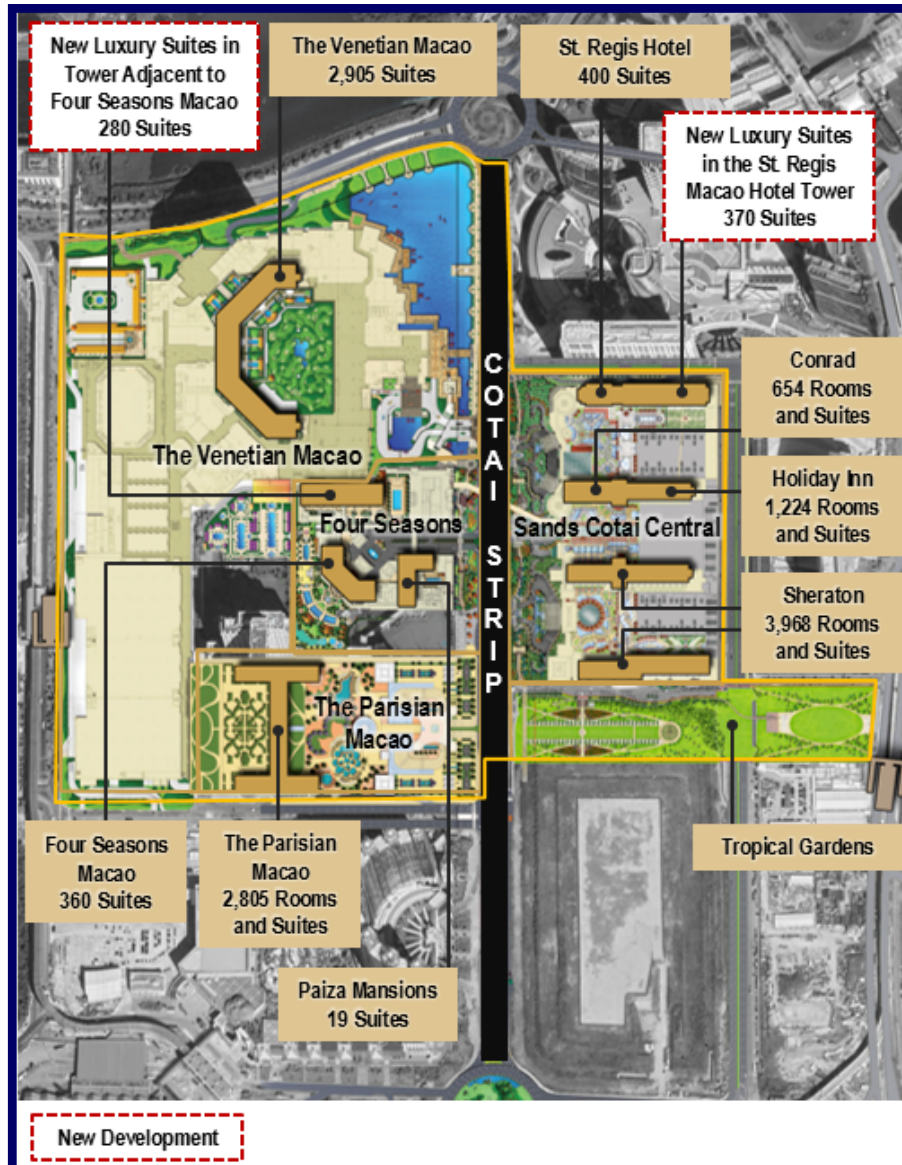 New Luxury Suites in
Tower Adjacent to
Four Seasons Macao
280 Suites
The Venetian Macao
2,905 Suites
St. Regis Hotel
400 Suites
New Luxury Suites
in the St. Regis
Macao Hotel Tower
370 Suites
Conrad
654 Rooms
and Suites
Holiday Inn
1,224 Rooms
and Suites
Sheraton
3,968 Rooms
and Suites
COTAI STRIP
The Venetian Macao
Four Seasons
Sands Cotai Central
The Parisian
Macao
Four Seasons
Macao
360 Suites
The Parisian
Macao
2,805 Rooms
and Suites
Paiza Mansions
19 Suites
Tropical Gardens
New Development